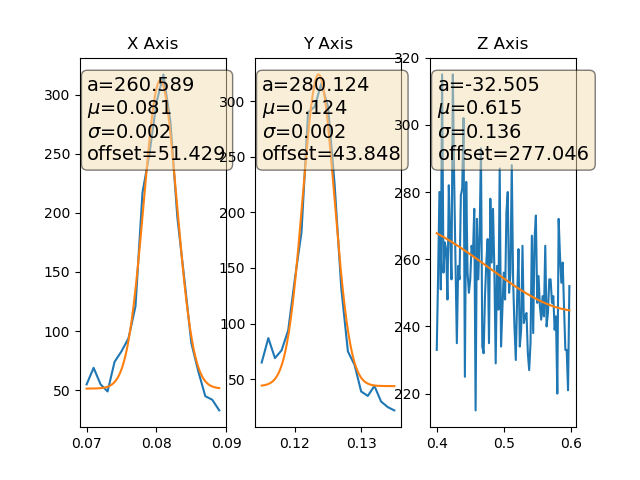 X Axis
a=260.589
μ=0.081
σ=0.002
offset=51.429
300
250
200
150
100
50
0.07
0.08
0.09
Y Axis
a=280.124
μ=0.124
σ=0.002
offset=43.848
300
250
200
150
100
50
0.12
0.13
Z Axis
a=-32.505
μ=0.615
σ=0.136
offset=277.046
320
300
280
260
240
220
0.4
0.5
0.6